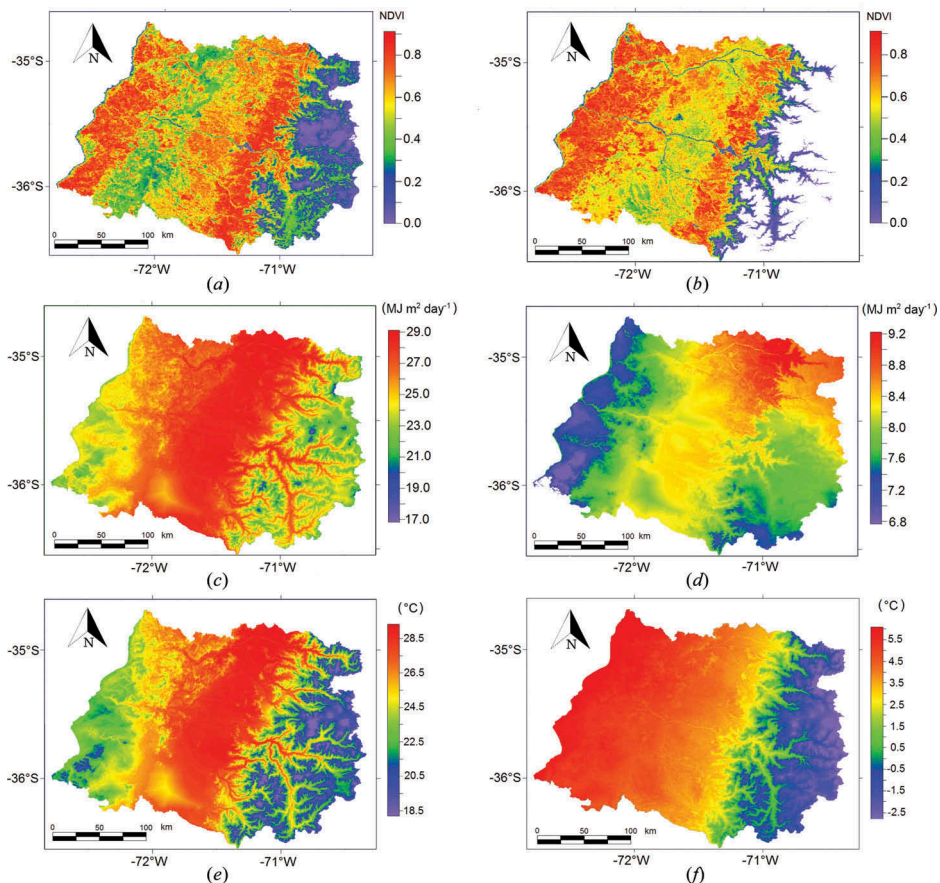 NDVI
N
-35°S
-36°S
0.8
0.6
0.4
0.2
0.0
0 50 100 km
-72°W -71°W
(a)
NDVI
N
-35°S
-36°S
0.8
0.6
0.4
0.2
0.0
0 50 100 km
-72°W -71°W
(b)
(MJ m² day⁻¹)
N
-35°S
-36°S
29.0
27.0
25.0
23.0
21.0
19.0
17.0
0 50 100 km
-72°W -71°W
(c)
(MJ m² day⁻¹)
N
-35°S
-36°S
9.2
8.8
8.4
8.0
7.6
7.2
6.8
0 50 100 km
-72°W -71°W
(d)
(°C)
N
-35°S
-36°S
28.5
26.5
24.5
22.5
20.5
18.5
0 50 100 km
-72°W -71°W
(e)
(°C)
N
-35°S
-36°S
5.5
4.5
3.5
2.5
1.5
0.5
-0.5
-1.5
-2.5
0 50 100 km
-72°W -71°W
(f)